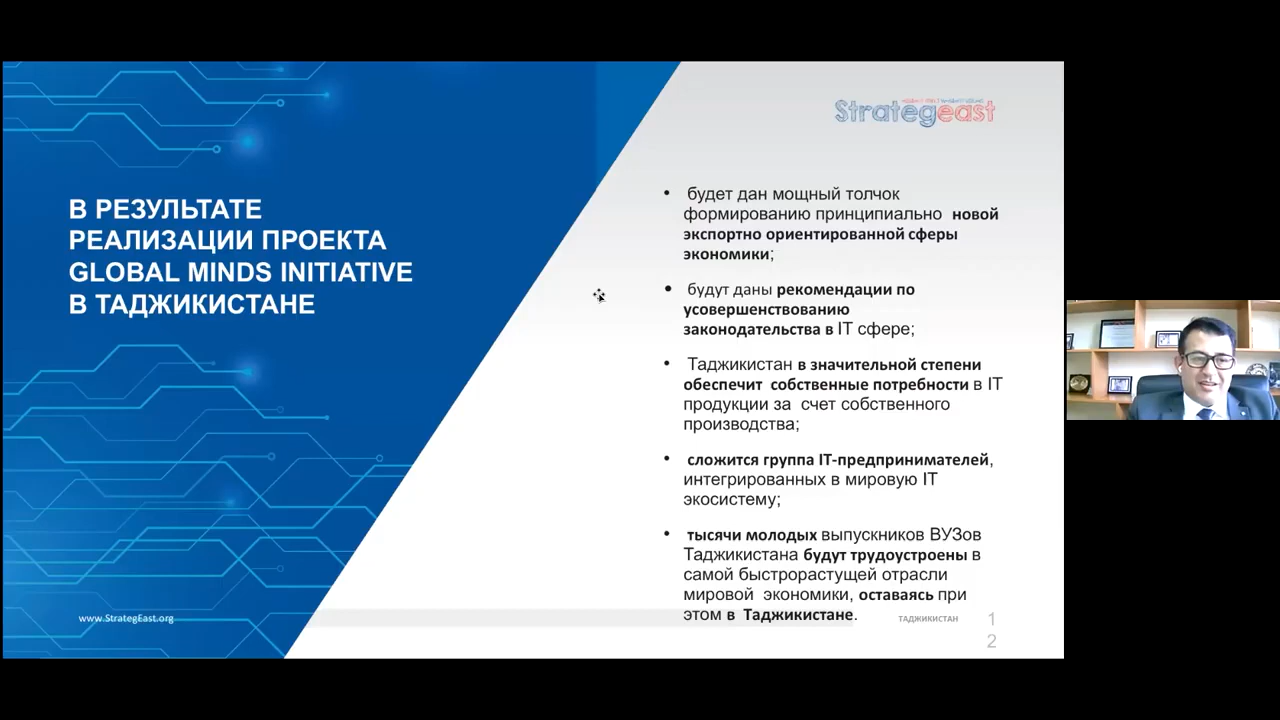 Strategeast
В РЕЗУЛЬТАТЕ
РЕАЛИЗАЦИИ ПРОЕКТА
GLOBAL MINDS INITIATIVE
В ТАДЖИКИСТАНЕ
• будет дан мощный толчок
формированию принципиально новой
экспортно ориентированной сферы
экономики;
• будут даны рекомендации по
усовершенствованию
законодательства в IT сфере;
• Таджикистан в значительной степени
обеспечит собственные потребности в IT
продукции за счет собственного
производства;
• сложится группа IT-предпринимателей,
интегрированных в мировую IT
экосистему;
• тысячи молодых выпускников ВУЗов
Таджикистана будут трудоустроены в
самой быстрорастущей отрасли
мировой экономики, оставаясь при
этом в Таджикистане.
www.StrategEast.org
ТАДЖИКИСТАН
1
2